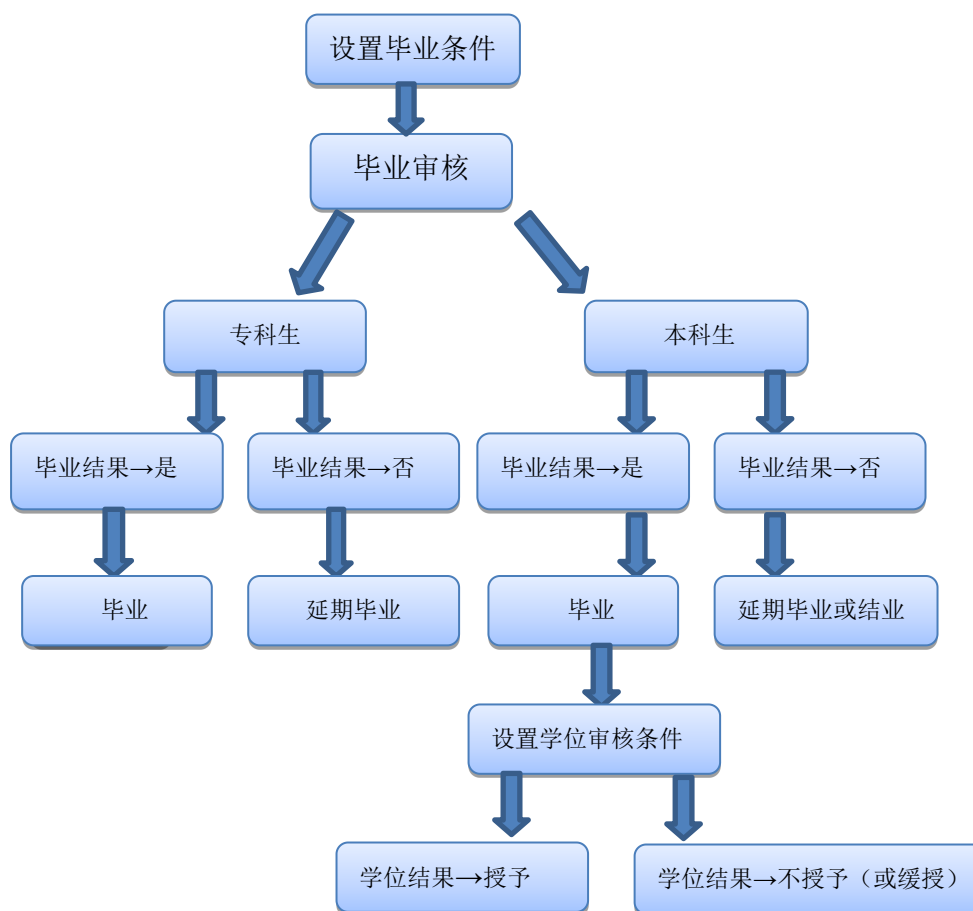 设置毕业条件
毕业审核
专科生
本科生
毕业结果→是
毕业结果→否
毕业结果→是
毕业结果→否
毕业
延期毕业
毕业
延期毕业或结业
设置学位审核条件
学位结果→授予
学位结果→不授予（或缓授）